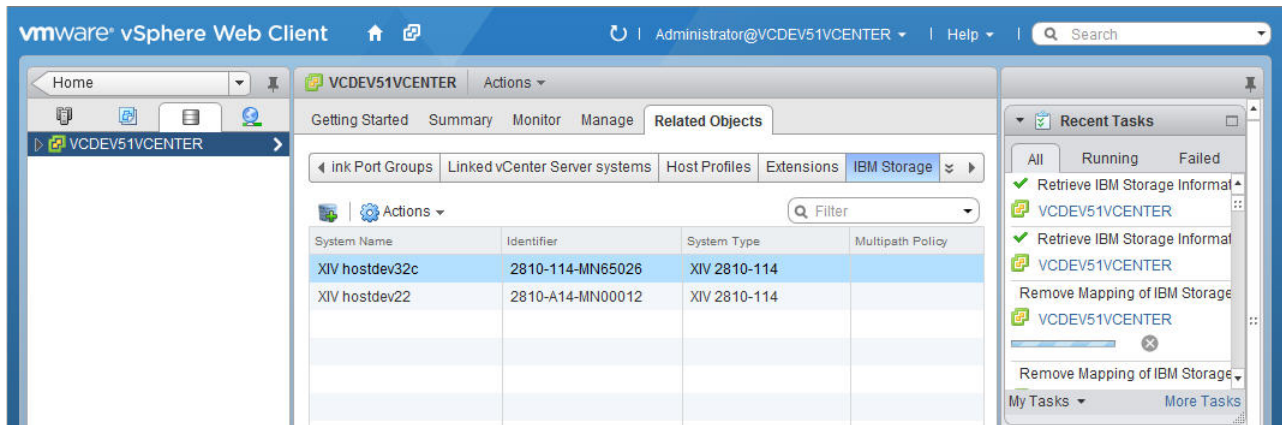 vmware® vSphere Web Client
Administrator@VCDEV51VCENTER
Help
Search
Home
VCDEV51VCENTER
VCDEV51VCENTER
Actions
Getting Started
Summary
Monitor
Manage
Related Objects
ink Port Groups
Linked vCenter Server systems
Host Profiles
Extensions
IBM Storage
Actions
Filter
System Name
Identifier
System Type
Multipath Policy
XIV hostdev32c
2810-114-MN65026
XIV 2810-114
XIV hostdev22
2810-A14-MN00012
XIV 2810-114
Recent Tasks
All
Running
Failed
Retrieve IBM Storage Informat
VCDEV51VCENTER
Retrieve IBM Storage Informat
VCDEV51VCENTER
Remove Mapping of IBM Storage
VCDEV51VCENTER
Remove Mapping of IBM Storage
My Tasks
More Tasks